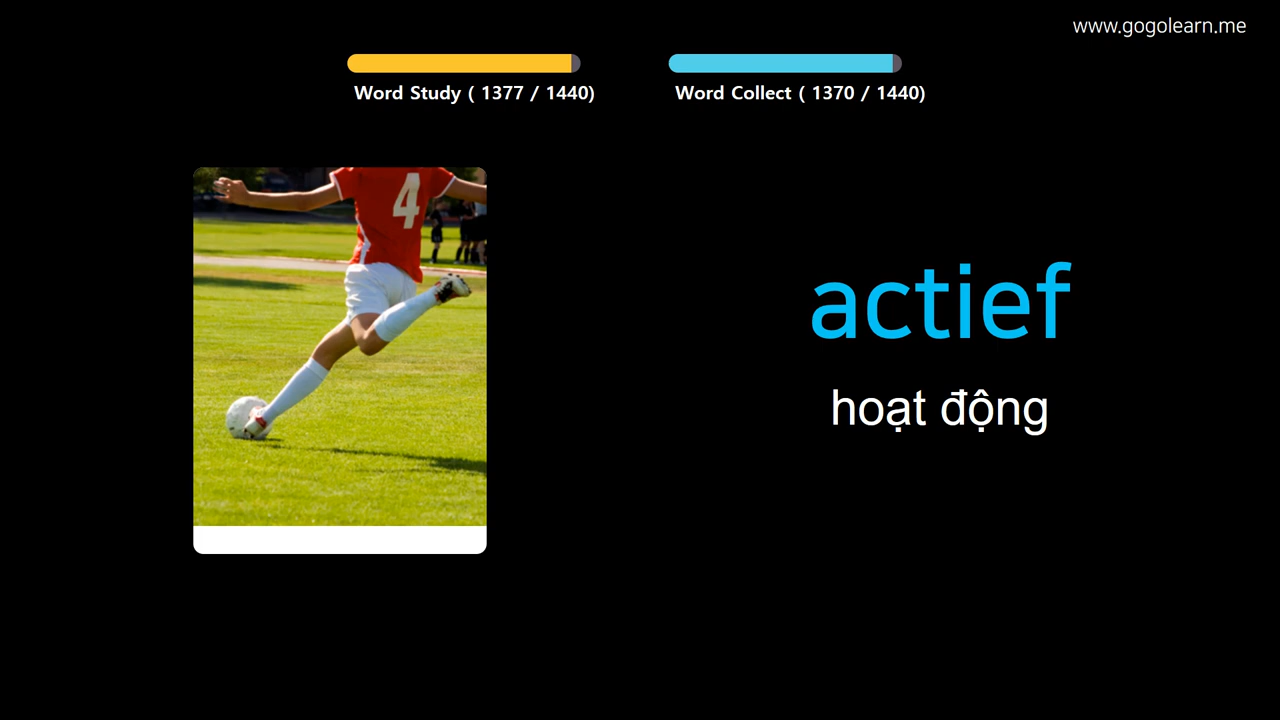 www.gogolearn.me
Word Study ( 1377 / 1440)
Word Collect ( 1370 / 1440)
4
actief
hoạt động